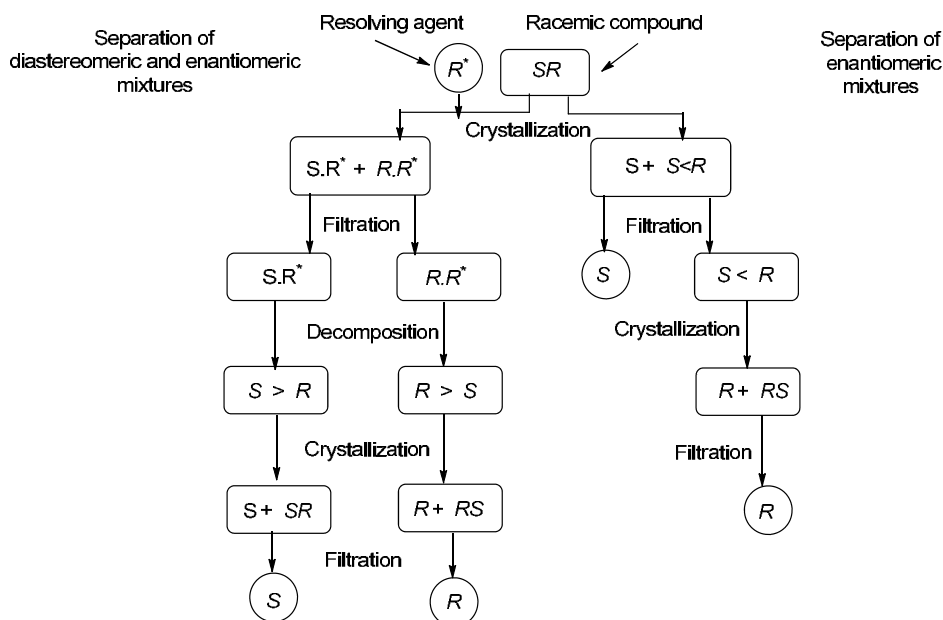 Resolving agent
Racemic compound
Separation of
diastereomeric and enantiomeric
mixtures
Separation of
enantiomeric
mixtures
R*
SR
Crystallization
S.R* + R.R*
S + S<R
Filtration
Filtration
S.R*
R.R*
S
S < R
Decomposition
Crystallization
S > R
R > S
R + RS
Crystallization
Filtration
S + SR
R + RS
R
Filtration
S
R